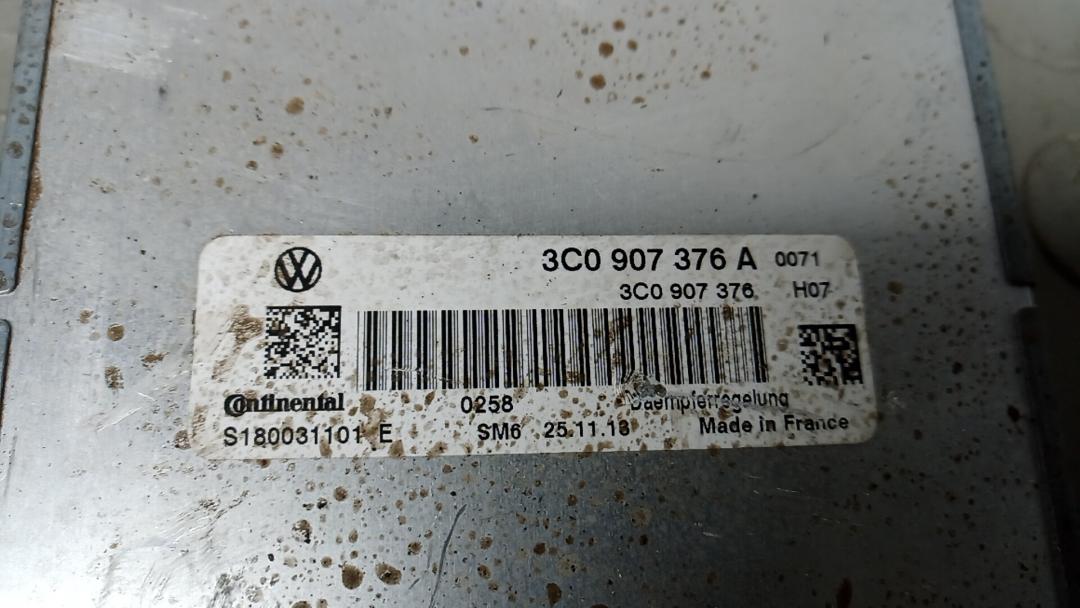 3C0 907 376 A 0071
3C0 907 376 H07
Continental 0258 Daempferregelung
S180031101 E SM6 25.11.13 Made in France